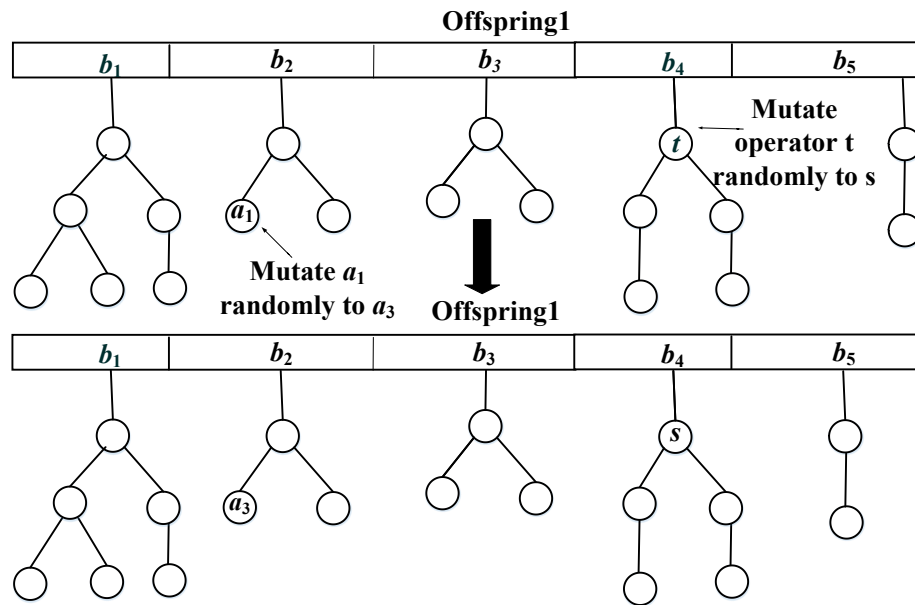 Offspring1
b1 b2 b3 b4 b5
Mutate
operator t
randomly to s
t
a1
Mutate a1
randomly to a3
Offspring1
b1 b2 b3 b4 b5
s
a3